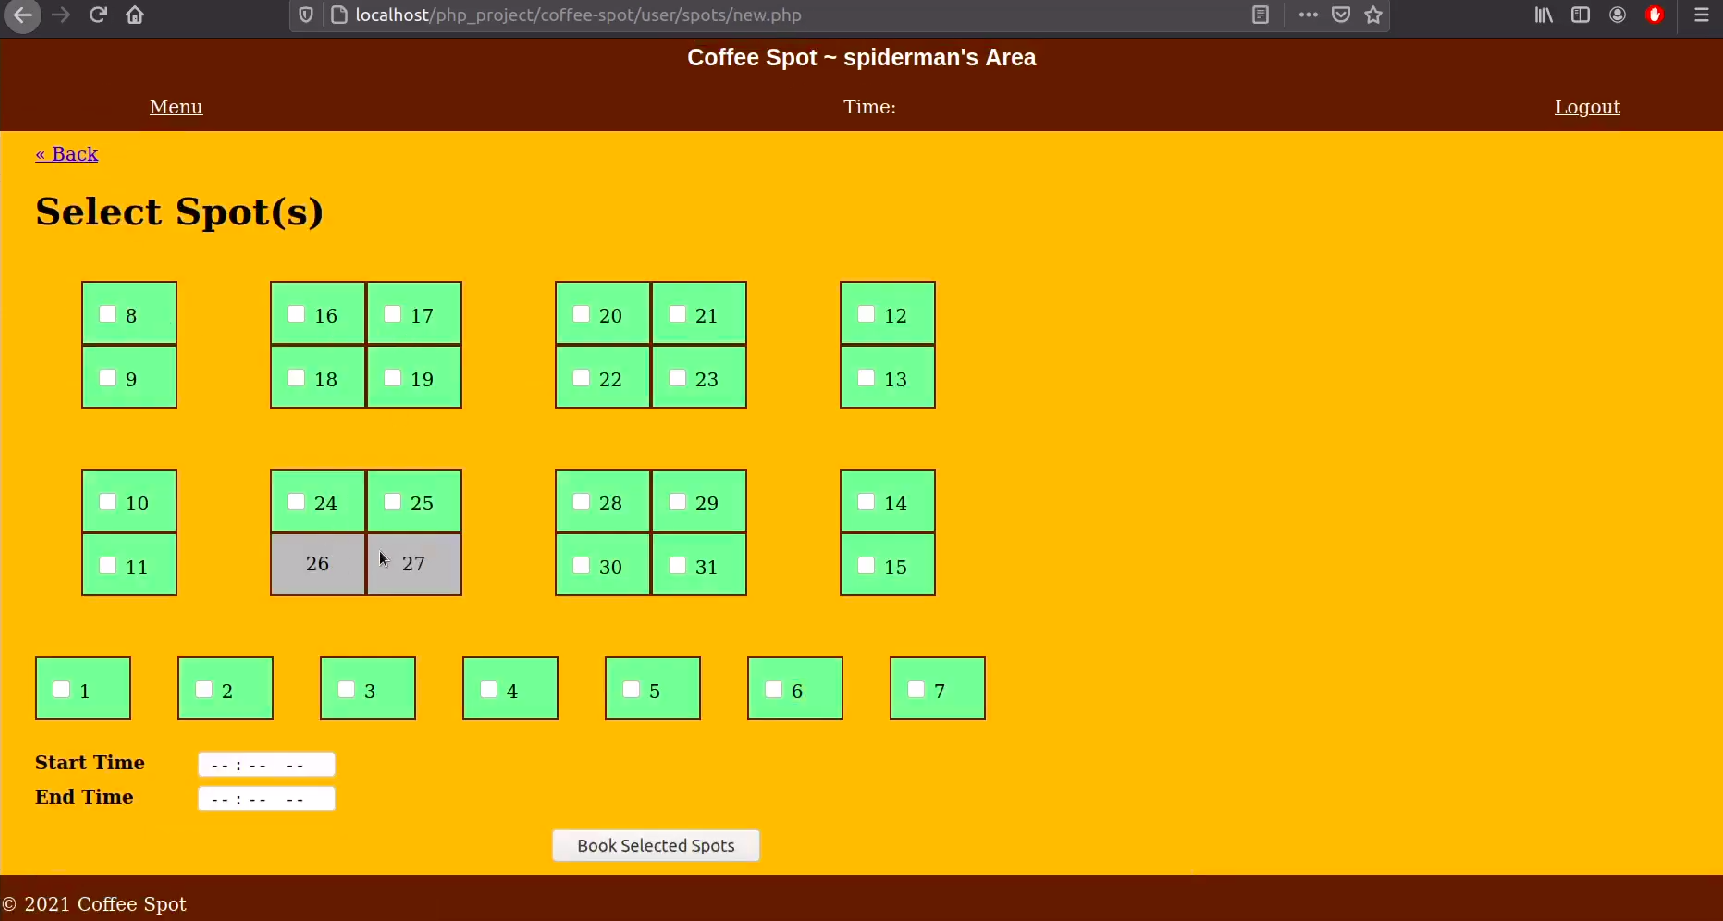 localhost/php_project/coffee-spot/user/spots/new.php
Coffee Spot ~ spiderman's Area
Menu Time: Logout
« Back
Select Spot(s)
8 16 17 20 21 12
9 18 19 22 23 13
10 24 25 28 29 14
11 26 27 30 31 15
1 2 3 4 5 6 7
Start Time --:-- --
End Time --:-- --
Book Selected Spots
© 2021 Coffee Spot